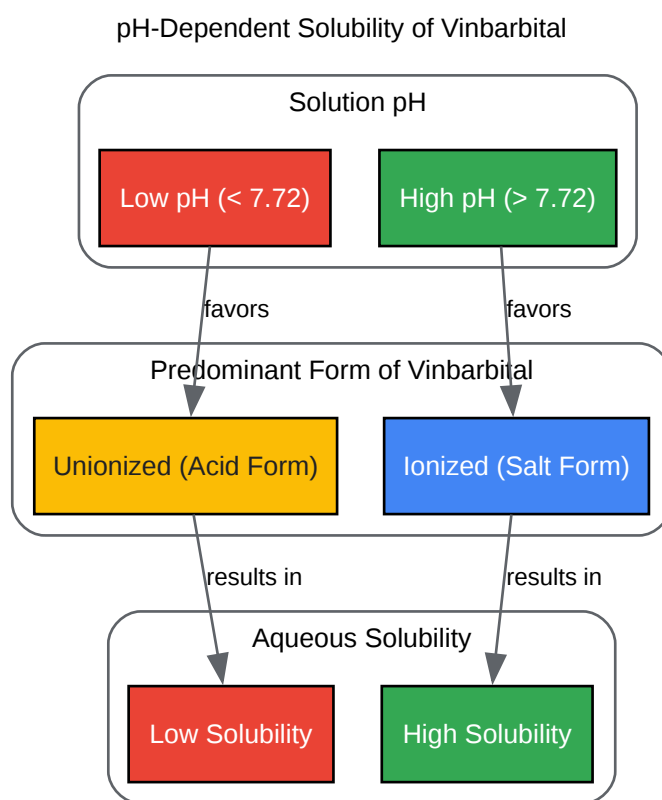 pH-Dependent Solubility of Vinbarbital
Solution pH
Low pH (< 7.72)
High pH (> 7.72)
favors
favors
Predominant Form of Vinbarbital
Unionized (Acid Form)
Ionized (Salt Form)
results in
results in
Aqueous Solubility
Low Solubility
High Solubility